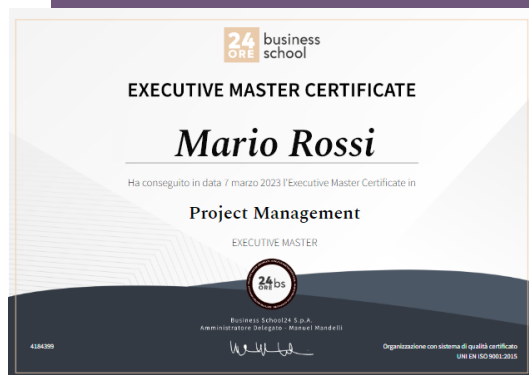 24 ORE business school
EXECUTIVE MASTER CERTIFICATE
Mario Rossi
Ha conseguito in data 7 marzo 2023 l'Executive Master Certificate in
Project Management
EXECUTIVE MASTER
24 ORE bs
Business School24 S.p.A.
Amministratore Delegato - Manuel Mandelli
4184399
Organizzazione con sistema di qualità certificato
UNI EN ISO 9001:2015